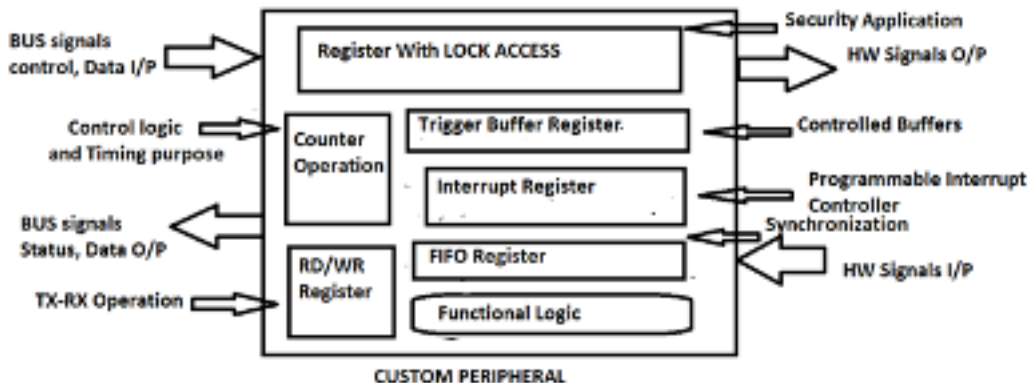 BUS signals
control, Data I/P
Control logic
and Timing purpose
BUS signals
Status, Data O/P
TX-RX Operation
Register With LOCK ACCESS
Counter
Operation
Trigger Buffer Register.
Interrupt Register
RD/WR
Register
FIFO Register
Functional Logic
Security Application
HW Signals O/P
Controlled Buffers
Programmable Interrupt
Controller
Synchronization
HW Signals I/P
CUSTOM PERIPHERAL